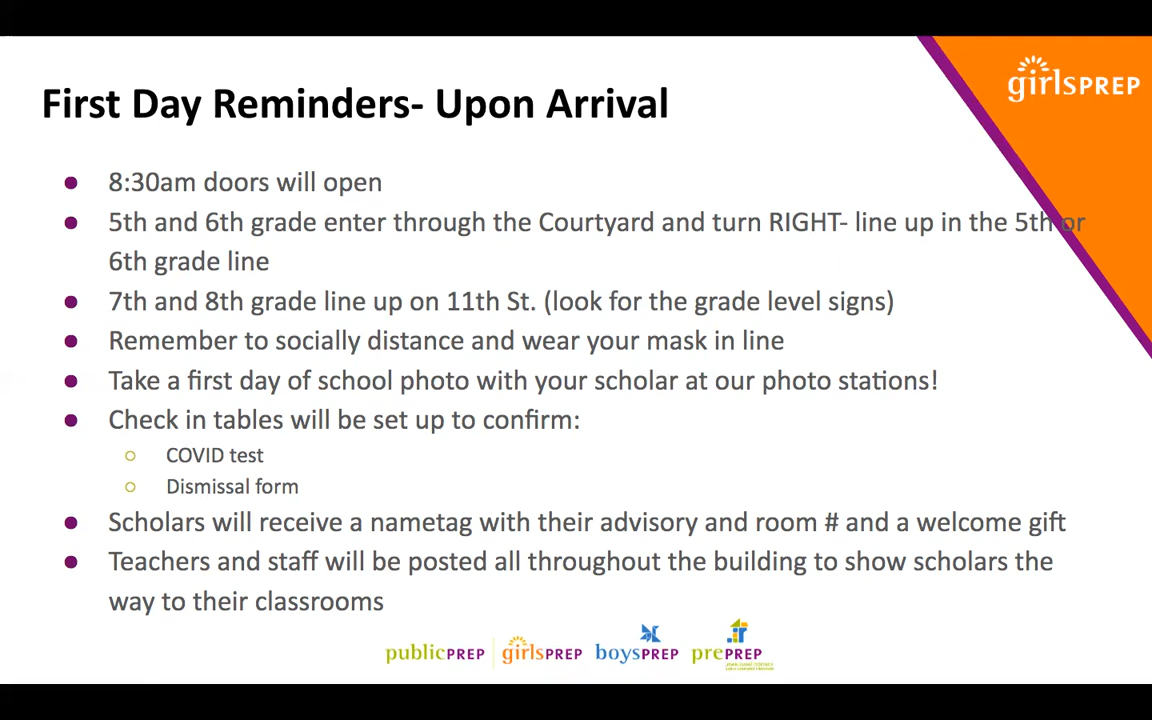 girlsPREP
First Day Reminders- Upon Arrival
8:30am doors will open
5th and 6th grade enter through the Courtyard and turn RIGHT- line up in the 5th or
6th grade line
7th and 8th grade line up on 11th St. (look for the grade level signs)
Remember to socially distance and wear your mask in line
Take a first day of school photo with your scholar at our photo stations!
Check in tables will be set up to confirm:
COVID test
Dismissal form
Scholars will receive a nametag with their advisory and room # and a welcome gift
Teachers and staff will be posted all throughout the building to show scholars the
way to their classrooms
publicPREP girlsPREP boysPREP prePREP